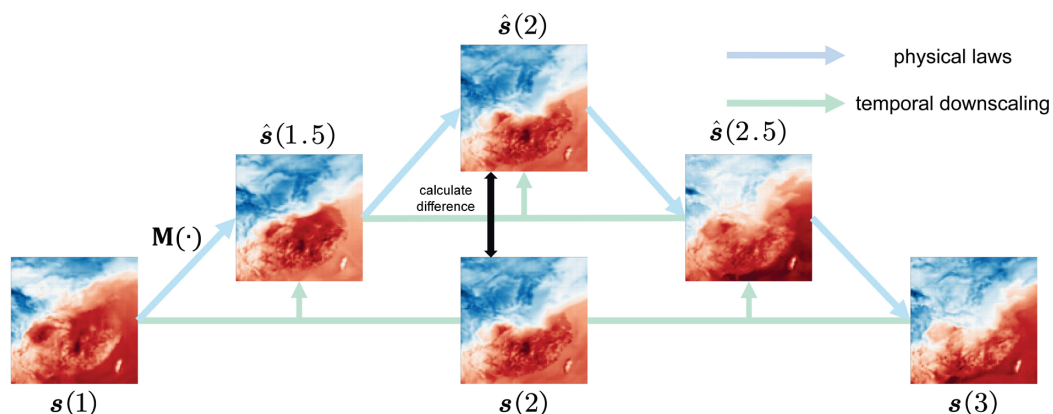 ŝ(2)
physical laws
temporal downscaling
ŝ(1.5)
ŝ(2.5)
calculate
difference
M(·)
s(1)
s(2)
s(3)